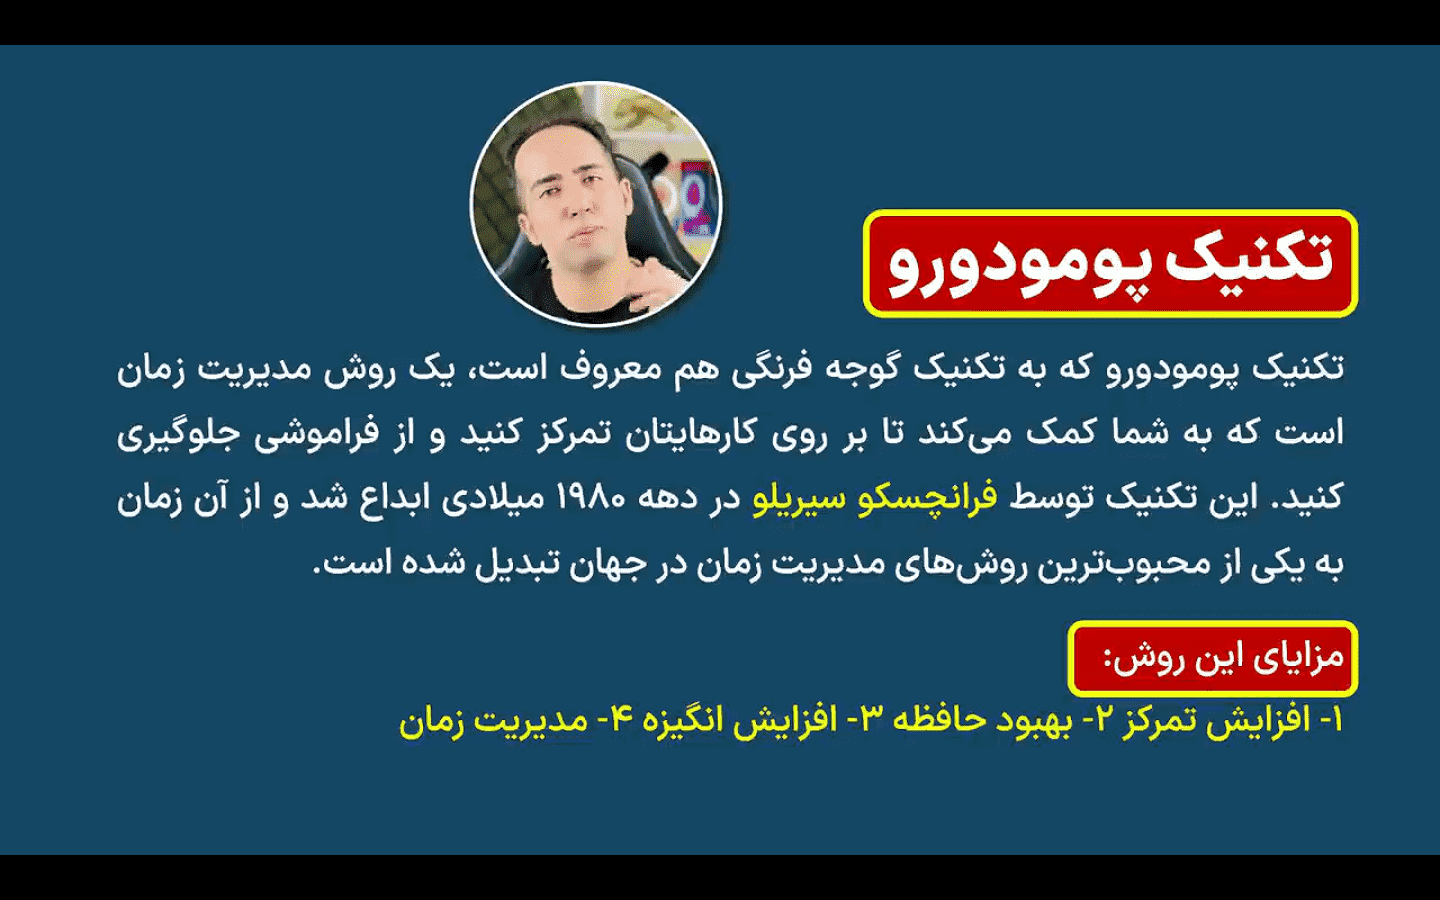 تکنیک پومودورو
تکنیک پومودورو که به تکنیک گوجه فرنگی هم معروف است، یک روش مدیریت زمان
است که به شما کمک می‌کند تا بر روی کارهایتان تمرکز کنید و از فراموشی جلوگیری
کنید. این تکنیک توسط فرانچسکو سیریلو در دهه ۱۹۸۰ میلادی ابداع شد و از آن زمان
به یکی از محبوب‌ترین روش‌های مدیریت زمان در جهان تبدیل شده است.
مزایای این روش:
۱- افزایش تمرکز ۲- بهبود حافظه ۳- افزایش انگیزه ۴- مدیریت زمان